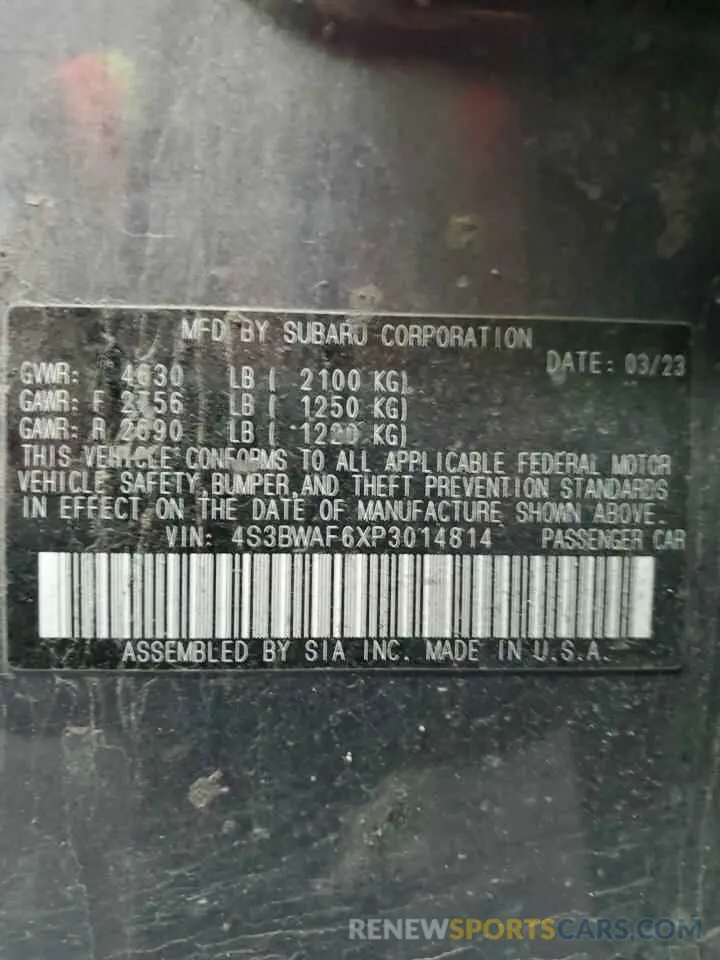 MFD BY SUBARU CORPORATION
DATE: 03/23
GVWR: 4630 LB ( 2100 KG)
GAWR: F 2756 LB ( 1250 KG)
GAWR: R 2690 LB ( 1220 KG)
THIS VEHICLE CONFORMS TO ALL APPLICABLE FEDERAL MOTOR
VEHICLE SAFETY, BUMPER, AND THEFT PREVENTION STANDARDS
IN EFFECT ON THE DATE OF MANUFACTURE SHOWN ABOVE.
VIN: 4S3BWAF6XP3014814 PASSENGER CAR
ASSEMBLED BY SIA INC. MADE IN U.S.A.
RENEWSPORTSCARS.COM